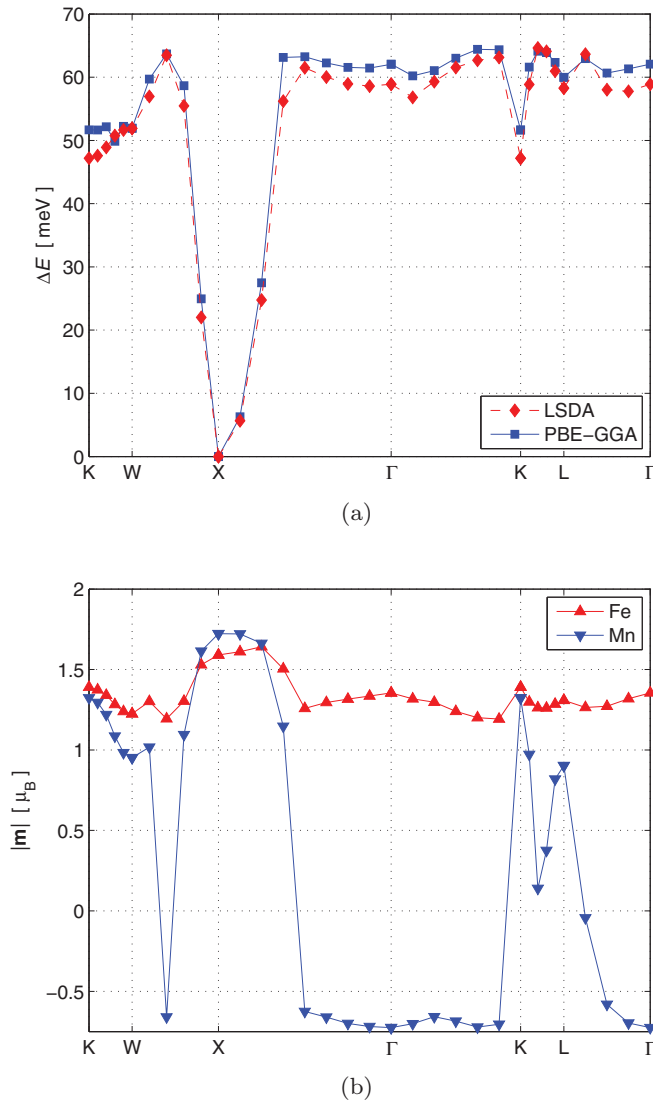 70
60
50
40
30
20
10
0
ΔE [ meV ]
LSDA
PBE−GGA
K W X Γ K L Γ
(a)
2
1.5
1
0.5
0
−0.5
|m| [ μB ]
Fe
Mn
K W X Γ K L Γ
(b)